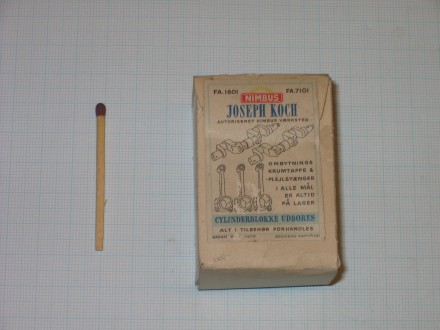 FA. 1601 FA. 7101
NIMBUS
JOSEPH KOCH
AUTORISERET NIMBUS VÆRKSTED
OMBYTNINGS
KRUMTAPPE &
PLEJLSTÆNGER
I ALLE MÅL
ER ALTID
PÅ LAGER
CYLINDERBLOKKE UDBORES
ALT I TILBEHØR FORHANDLES